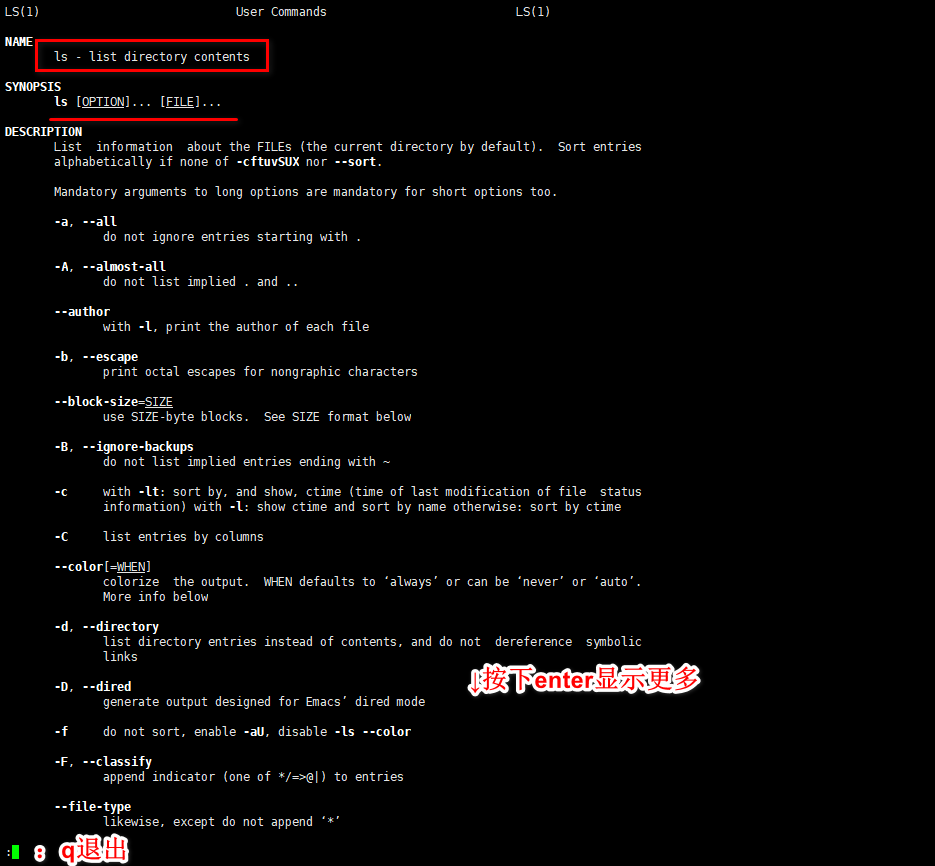 LS(1) User Commands LS(1)
NAME
ls - list directory contents
SYNOPSIS
ls [OPTION]... [FILE]...
DESCRIPTION
List information about the FILEs (the current directory by default). Sort entries
alphabetically if none of -cftuvSUX nor --sort.
Mandatory arguments to long options are mandatory for short options too.
-a, --all
do not ignore entries starting with .
-A, --almost-all
do not list implied . and ..
--author
with -l, print the author of each file
-b, --escape
print octal escapes for nongraphic characters
--block-size=SIZE
use SIZE-byte blocks. See SIZE format below
-B, --ignore-backups
do not list implied entries ending with ~
-c with -lt: sort by, and show, ctime (time of last modification of file status
information) with -l: show ctime and sort by name otherwise: sort by ctime
-C list entries by columns
--color[=WHEN]
colorize the output. WHEN defaults to ‘always’ or can be ‘never’ or ‘auto’.
More info below
-d, --directory
list directory entries instead of contents, and do not dereference symbolic
links
↓按下enter显示更多
-D, --dired
generate output designed for Emacs’ dired mode
-f do not sort, enable -aU, disable -ls --color
-F, --classify
append indicator (one of */=>@|) to entries
--file-type
likewise, except do not append ‘*’
: : q退出